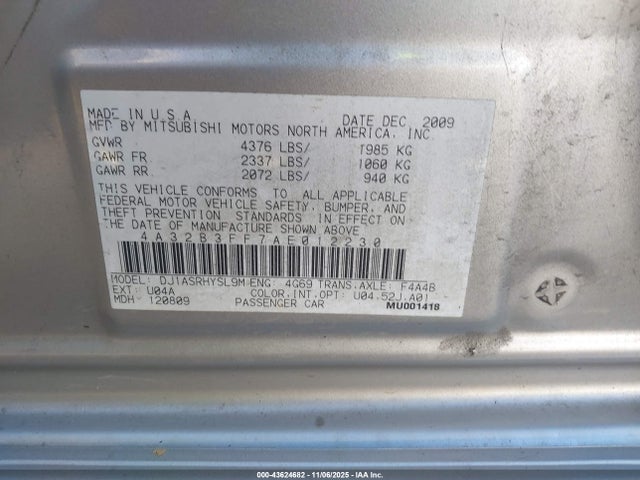 MADE IN U.S.A. DATE DEC. 2009
MFD BY MITSUBISHI MOTORS NORTH AMERICA, INC.
GVWR 4376 LBS/ 1985 KG
GAWR FR 2337 LBS/ 1060 KG
GAWR RR 2072 LBS/ 940 KG
THIS VEHICLE CONFORMS TO ALL APPLICABLE
FEDERAL MOTOR VEHICLE SAFETY, BUMPER, AND
THEFT PREVENTION STANDARDS IN EFFECT ON
THE DATE OF MANUFACTURE SHOWN ABOVE
4A32B3FF7AE012230
MODEL: DJ1ASRHYSL9M ENG: 4G69 TRANS.AXLE: F4A4B
EXT: U04A COLOR.INT.OPT: U04.52J.A01
MDH - 120809 PASSENGER CAR MU001418
000-43624682 - 11/06/2025 - IAA Inc.